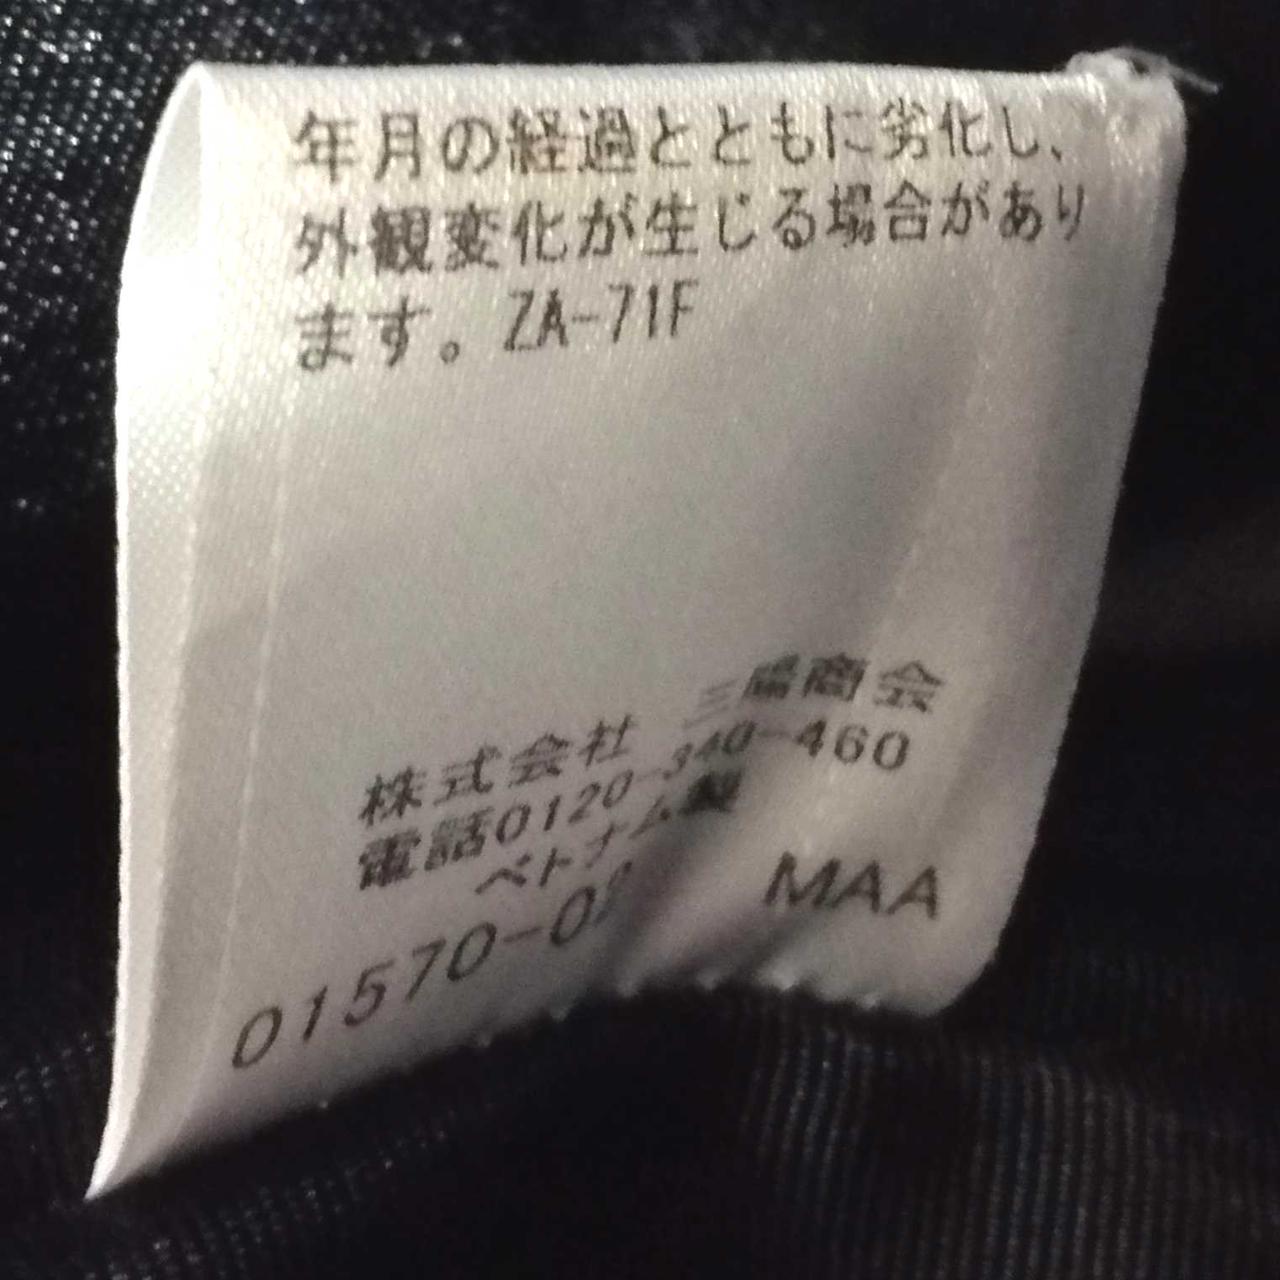 年月の経過とともに劣化し、
外観変化が生じる場合があり
ます。ZA-71F
株式会社 三陽商会
電話0120-340-460
ベトナム製
MAA